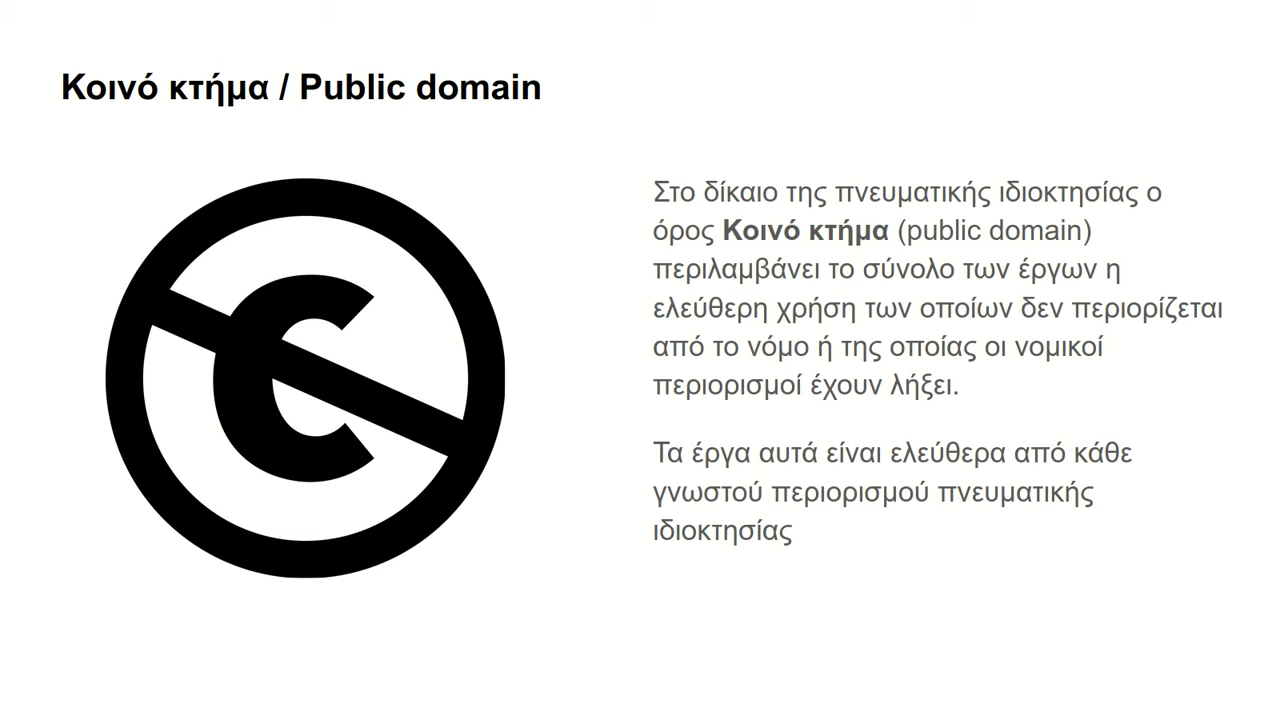 Κοινό κτήμα / Public domain
Στο δίκαιο της πνευματικής ιδιοκτησίας ο
όρος Κοινό κτήμα (public domain)
περιλαμβάνει το σύνολο των έργων η
ελεύθερη χρήση των οποίων δεν περιορίζεται
από το νόμο ή της οποίας οι νομικοί
περιορισμοί έχουν λήξει.
Τα έργα αυτά είναι ελεύθερα από κάθε
γνωστού περιορισμού πνευματικής
ιδιοκτησίας